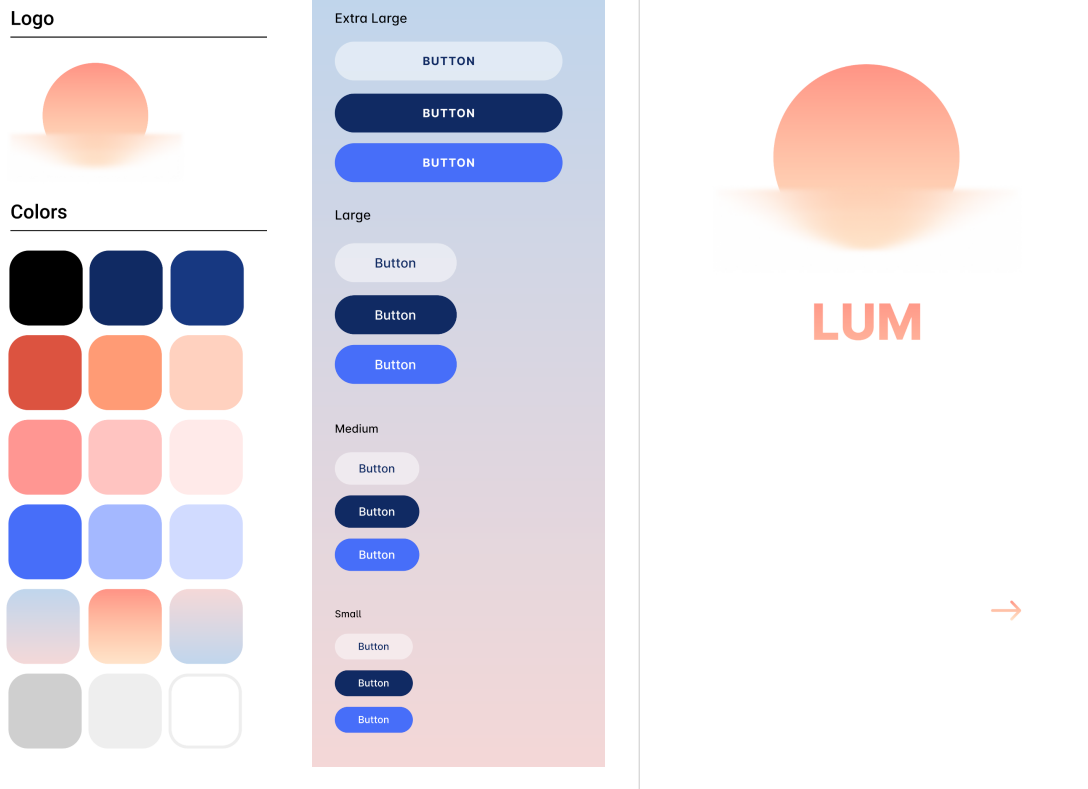 Logo
Colors
Extra Large
BUTTON
BUTTON
BUTTON
Large
Button
Button
Button
Medium
Button
Button
Button
Small
Button
Button
Button
LUM